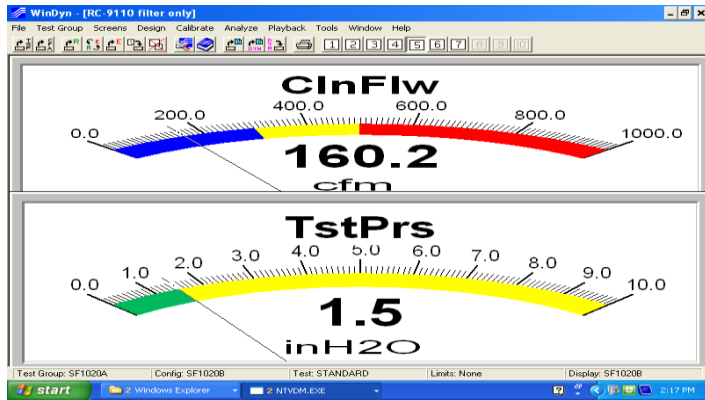 WinDyn - [RC-9110 filter only]
File Test Group Screens Design Calibrate Analyze Playback Tools Window Help
1 2 3 4 5 6 7 8 9 10
ClnFlw
0.0 200.0 400.0 600.0 800.0 1000.0
160.2
cfm
TstPrs
0.0 1.0 2.0 3.0 4.0 5.0 6.0 7.0 8.0 9.0 10.0
1.5
inH2O
Test Group: SF1020A Config: SF1020B Test: STANDARD Limits: None Display: SF1020B
start 2 Windows Explorer 2 NTVDM.EXE 2:17 PM